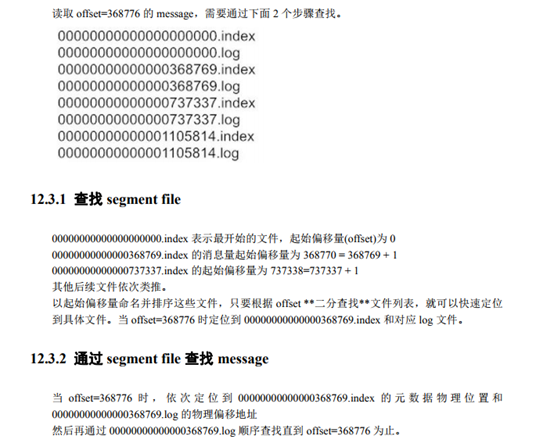 读取 offset=368776 的 message，需要通过下面 2 个步骤查找。
00000000000000000000.index
00000000000000000000.log
00000000000000368769.index
00000000000000368769.log
00000000000000737337.index
00000000000000737337.log
00000000000001105814.index
00000000000001105814.log
12.3.1 查找 segment file
00000000000000000000.index 表示最开始的文件，起始偏移量(offset)为 0
00000000000000368769.index 的消息量起始偏移量为 368770 = 368769 + 1
00000000000000737337.index 的起始偏移量为 737338=737337 + 1
其他后续文件依次类推。
以起始偏移量命名并排序这些文件，只要根据 offset **二分查找**文件列表，就可以快速定位
到具体文件。当 offset=368776 时定位到 00000000000000368769.index 和对应 log 文件。
12.3.2 通过 segment file 查找 message
当 offset=368776 时，依次定位到 00000000000000368769.index 的元数据物理位置和
00000000000000368769.log 的物理偏移地址
然后再通过 00000000000000368769.log 顺序查找直到 offset=368776 为止。